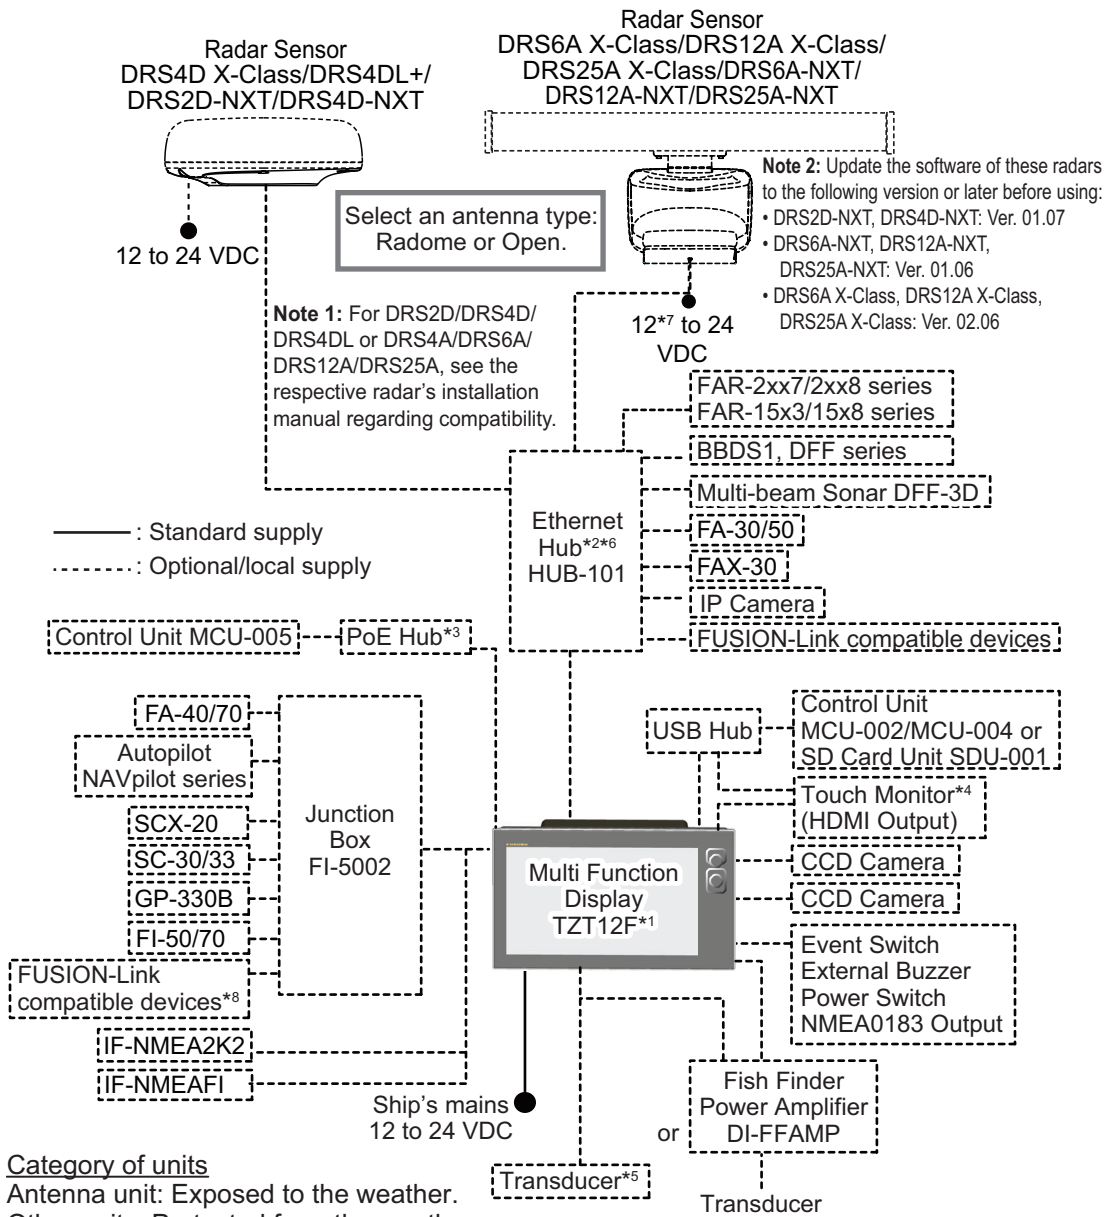 Radar Sensor
DRS4D X-Class/DRS4DL+/
DRS2D-NXT/DRS4D-NXT
Radar Sensor
DRS6A X-Class/DRS12A X-Class/
DRS25A X-Class/DRS6A-NXT/
DRS12A-NXT/DRS25A-NXT
12 to 24 VDC
Select an antenna type:
Radome or Open.
Note 2: Update the software of these radars
to the following version or later before using:
• DRS2D-NXT, DRS4D-NXT: Ver. 01.07
• DRS6A-NXT, DRS12A-NXT,
DRS25A-NXT: Ver. 01.06
• DRS6A X-Class, DRS12A X-Class,
DRS25A X-Class: Ver. 02.06
12*7 to 24
VDC
Note 1: For DRS2D/DRS4D/
DRS4DL or DRS4A/DRS6A/
DRS12A/DRS25A, see the
respective radar's installation
manual regarding compatibility.
FAR-2xx7/2xx8 series
FAR-15x3/15x8 series
BBDS1, DFF series
Multi-beam Sonar DFF-3D
FA-30/50
FAX-30
IP Camera
FUSION-Link compatible devices
Ethernet
Hub*2*6
HUB-101
: Standard supply
: Optional/local supply
Control Unit MCU-005
PoE Hub*3
FA-40/70
Autopilot
NAVpilot series
SCX-20
SC-30/33
GP-330B
FI-50/70
FUSION-Link
compatible devices*8
IF-NMEA2K2
IF-NMEAFI
Junction
Box
FI-5002
USB Hub
Control Unit
MCU-002/MCU-004 or
SD Card Unit SDU-001
Touch Monitor*4
(HDMI Output)
CCD Camera
CCD Camera
Multi Function
Display
TZT12F*1
Event Switch
External Buzzer
Power Switch
NMEA0183 Output
Ship's mains
12 to 24 VDC
Fish Finder
Power Amplifier
DI-FFAMP
or
Transducer*5
Transducer
Category of units
Antenna unit: Exposed to the weather.